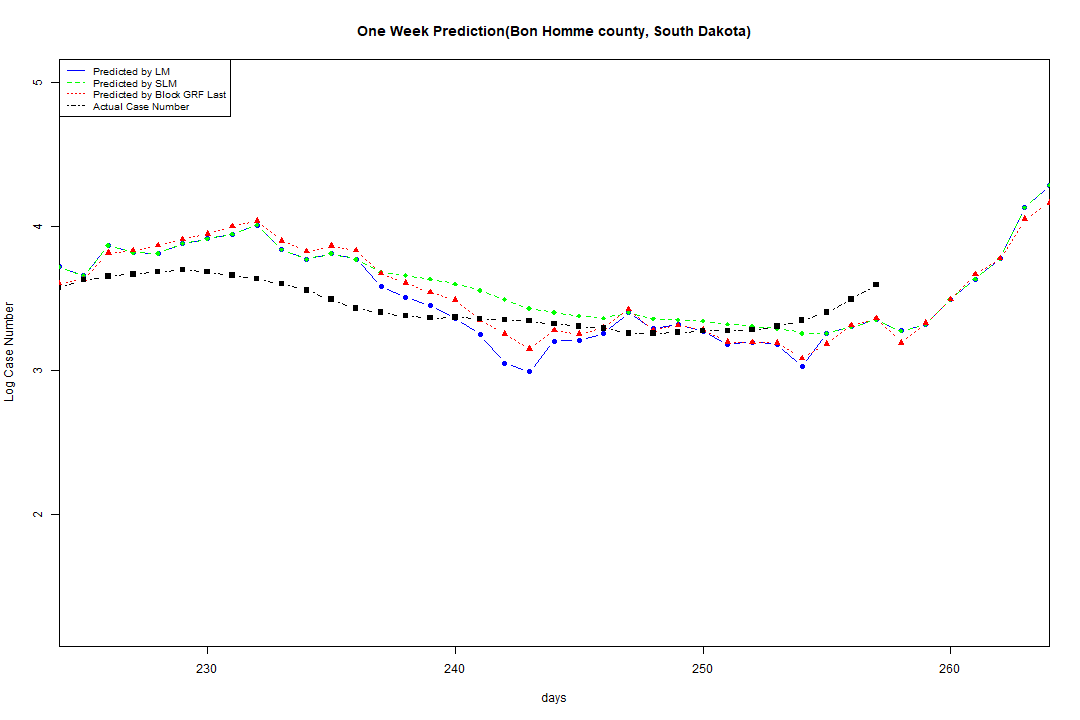 One Week Prediction(Bon Homme county, South Dakota)
Predicted by LM
Predicted by SLM
Predicted by Block GRF Last
Actual Case Number
5
4
3
2
Log Case Number
230
240
250
260
days